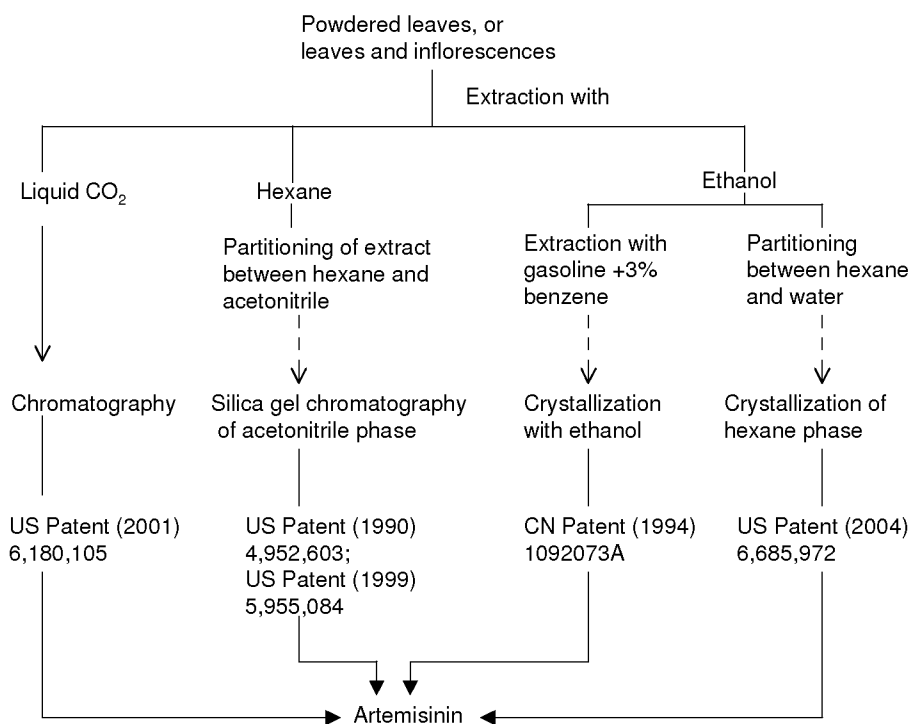 Powdered leaves, or
leaves and inflorescences
Extraction with
Liquid CO₂
Hexane
Ethanol
Partitioning of extract
between hexane and
acetonitrile
Extraction with
gasoline +3%
benzene
Partitioning
between hexane
and water
Chromatography
Silica gel chromatography
of acetonitrile phase
Crystallization
with ethanol
Crystallization of
hexane phase
US Patent (2001)
6,180,105
US Patent (1990)
4,952,603;
US Patent (1999)
5,955,084
CN Patent (1994)
1092073A
US Patent (2004)
6,685,972
Artemisinin